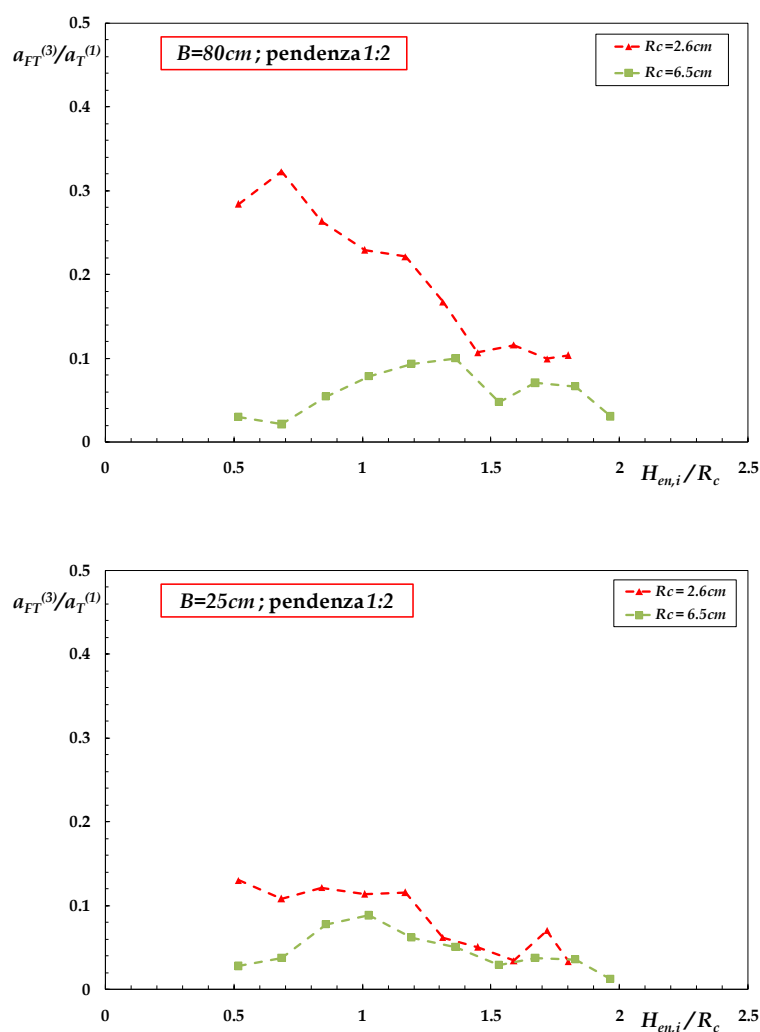 0.5
a_FT^(3)/a_T^(1)
B=80cm; pendenza 1:2
Rc=2.6cm
Rc=6.5cm
0.4
0.3
0.2
0.1
0
0 0.5 1 1.5 2 2.5
H_en,i/R_c
0.5
a_FT^(3)/a_T^(1)
B=25cm; pendenza 1:2
Rc=2.6cm
Rc=6.5cm
0.4
0.3
0.2
0.1
0
0 0.5 1 1.5 2 2.5
H_en,i/R_c